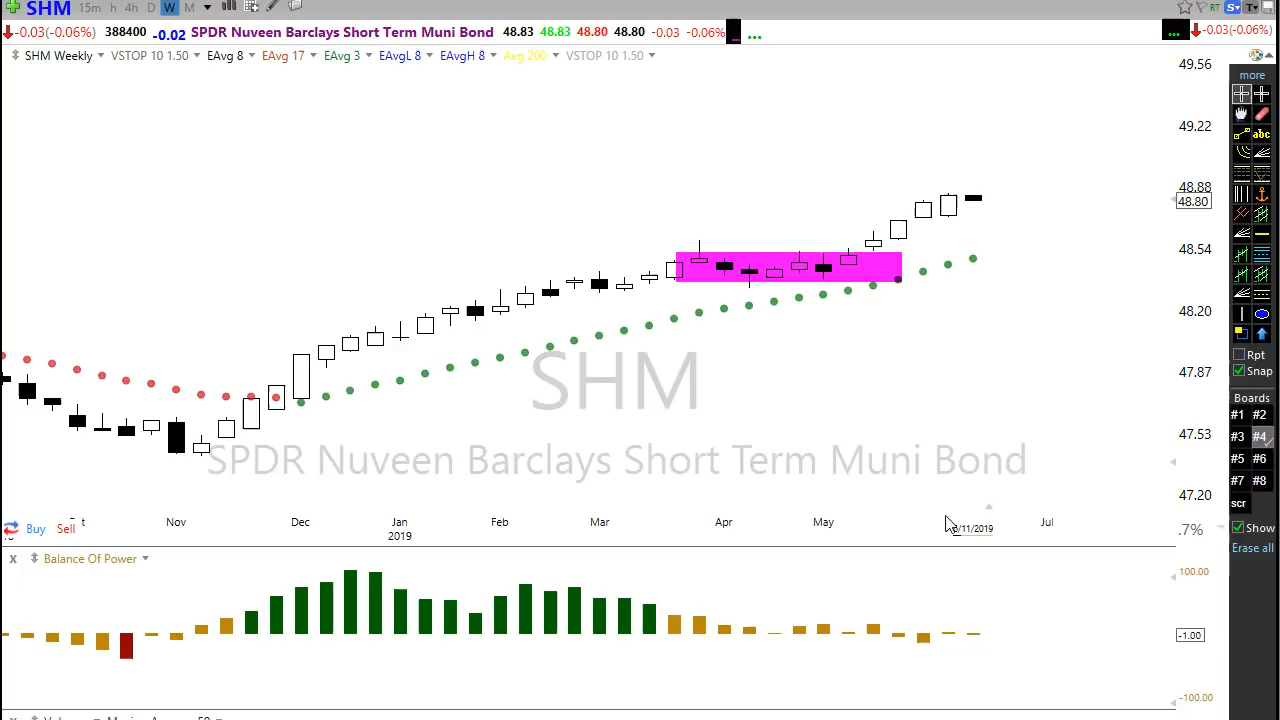 SHM 15m h 4h D W M RT S T
-0.03(-0.06%) 388400 -0.02 SPDR Nuveen Barclays Short Term Muni Bond 48.83 48.83 48.80 48.80 -0.03 -0.06% ... ... ... -0.03(-0.06%)
SHM Weekly VSTOP 10 1.50 EAvg 8 EAvg 17 EAvg 3 EAvgL 8 EAvgH 8 Avg 200 VSTOP 10 1.50
49.56
more
49.22
abc
48.88
48.80
48.54
48.20
47.87
47.53
47.20
SHM
SPDR Nuveen Barclays Short Term Muni Bond
Rpt
Snap
Boards
#1 #2
#3 #4
#5 #6
#7 #8
scr
Show
Erase all
Nov Dec Jan Feb Mar Apr May Jul
2019
/11/2019
Buy Sell
.7%
x Balance Of Power
100.00
-1.00
-100.00